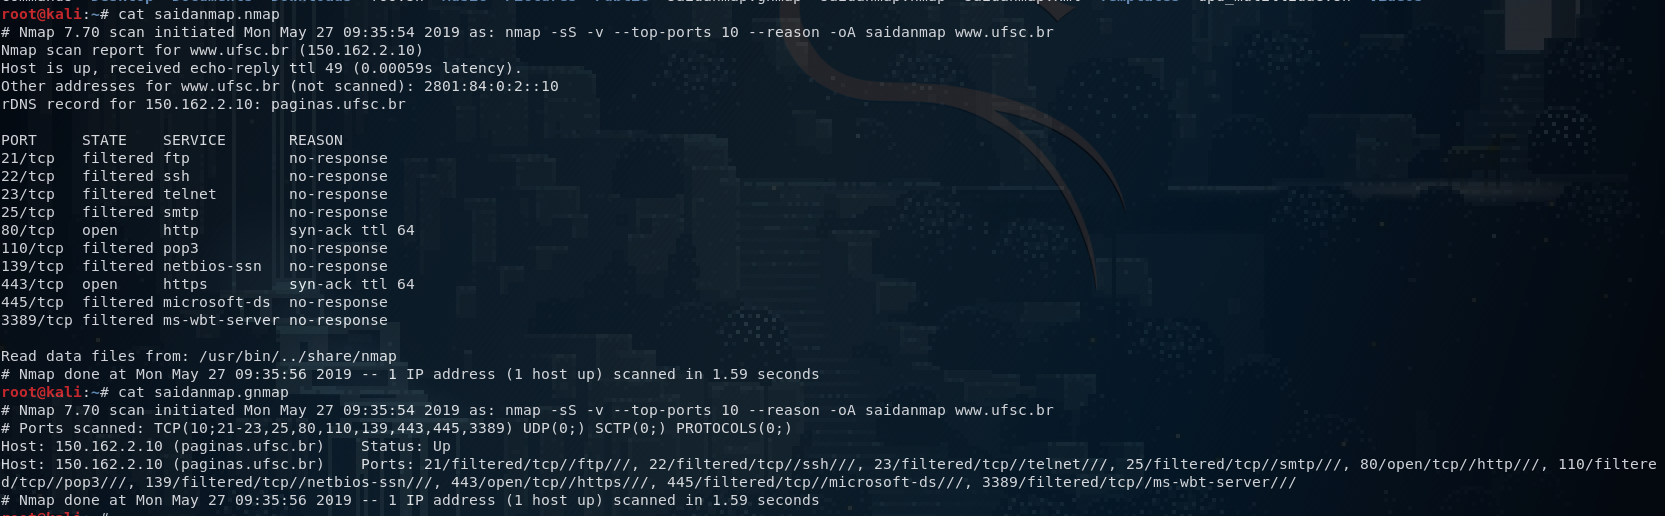 root@kali:~# cat saidanmap.nmap
# Nmap 7.70 scan initiated Mon May 27 09:35:54 2019 as: nmap -sS -v --top-ports 10 --reason -oA saidanmap www.ufsc.br
Nmap scan report for www.ufsc.br (150.162.2.10)
Host is up, received echo-reply ttl 49 (0.00059s latency).
Other addresses for www.ufsc.br (not scanned): 2801:84:0:2::10
rDNS record for 150.162.2.10: paginas.ufsc.br
PORT     STATE    SERVICE       REASON
21/tcp   filtered ftp           no-response
22/tcp   filtered ssh           no-response
23/tcp   filtered telnet        no-response
25/tcp   filtered smtp          no-response
80/tcp   open     http          syn-ack ttl 64
110/tcp  filtered pop3          no-response
139/tcp  filtered netbios-ssn   no-response
443/tcp  open     https         syn-ack ttl 64
445/tcp  filtered microsoft-ds  no-response
3389/tcp filtered ms-wbt-server no-response
Read data files from: /usr/bin/../share/nmap
# Nmap done at Mon May 27 09:35:56 2019 -- 1 IP address (1 host up) scanned in 1.59 seconds
root@kali:~# cat saidanmap.gnmap
# Nmap 7.70 scan initiated Mon May 27 09:35:54 2019 as: nmap -sS -v --top-ports 10 --reason -oA saidanmap www.ufsc.br
# Ports scanned: TCP(10;21-23,25,80,110,139,443,445,3389) UDP(0;) SCTP(0;) PROTOCOLS(0;)
Host: 150.162.2.10 (paginas.ufsc.br)    Status: Up
Host: 150.162.2.10 (paginas.ufsc.br)    Ports: 21/filtered/tcp//ftp///, 22/filtered/tcp//ssh///, 23/filtered/tcp//telnet///, 25/filtered/tcp//smtp///, 80/open/tcp//http///, 110/filtere
d/tcp//pop3///, 139/filtered/tcp//netbios-ssn///, 443/open/tcp//https///, 445/filtered/tcp//microsoft-ds///, 3389/filtered/tcp//ms-wbt-server///
# Nmap done at Mon May 27 09:35:56 2019 -- 1 IP address (1 host up) scanned in 1.59 seconds